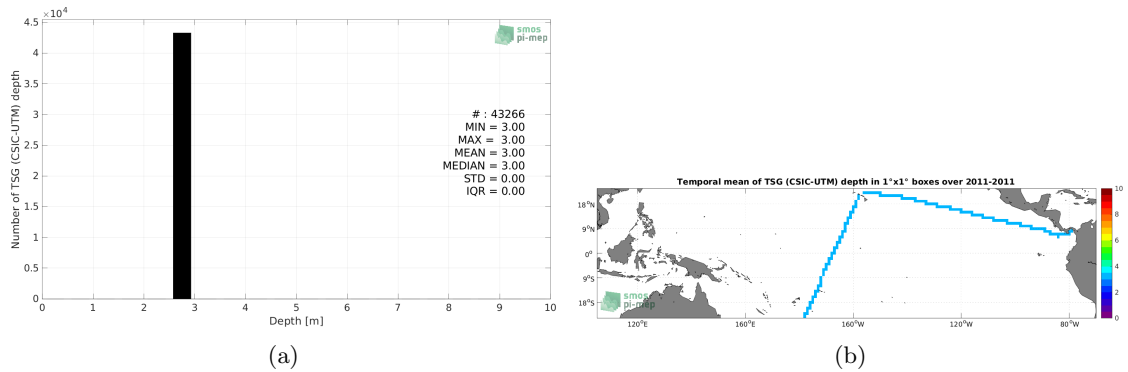 ×10⁴
smos
pi-mep
Number of TSG (CSIC-UTM) depth
4.5
4
3.5
3
2.5
2
1.5
1
0.5
0
# : 43266
MIN = 3.00
MAX = 3.00
MEAN = 3.00
MEDIAN = 3.00
STD = 0.00
IQR = 0.00
0 1 2 3 4 5 6 7 8 9 10
Depth [m]
(a)
Temporal mean of TSG (CSIC-UTM) depth in 1°x1° boxes over 2011-2011
18°N
9°N
0°
9°S
18°S
smos
pi-mep
120°E 160°E 160°W 120°W 80°W
10
8
6
4
2
0
(b)